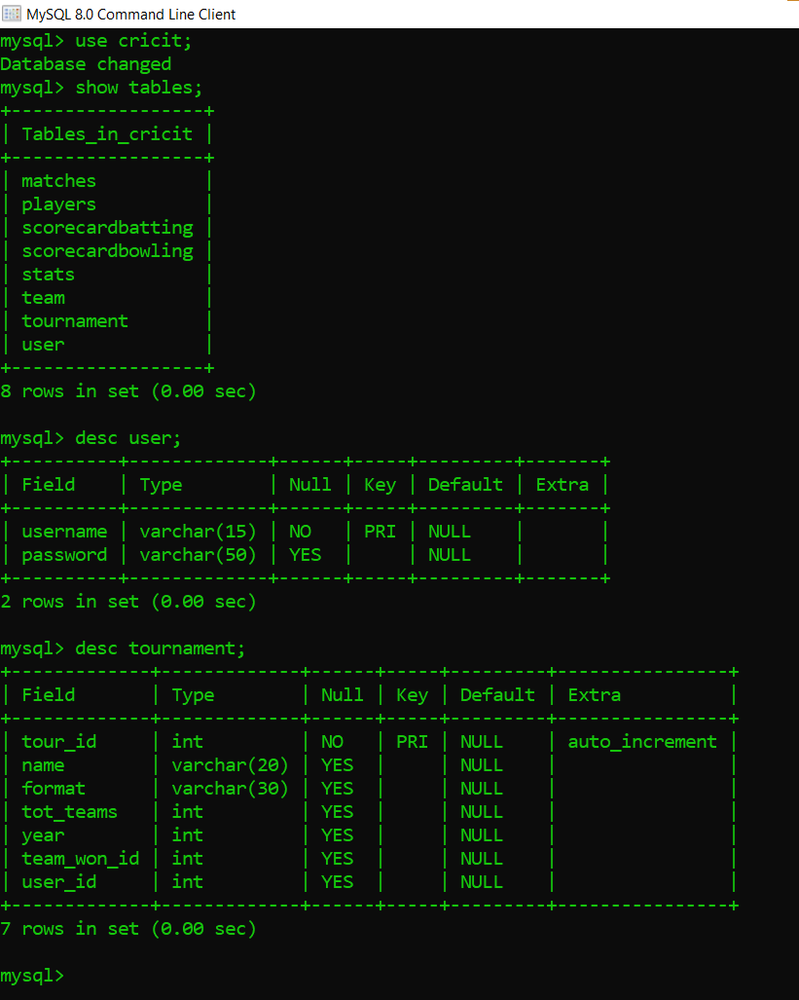 MySQL 8.0 Command Line Client
mysql> use cricit;
Database changed
mysql> show tables;
+------------------+
| Tables_in_cricit |
+------------------+
| matches          |
| players          |
| scorecardbatting |
| scorecardbowling |
| stats            |
| team             |
| tournament       |
| user             |
+------------------+
8 rows in set (0.00 sec)

mysql> desc user;
+----------+-------------+------+-----+---------+-------+
| Field    | Type        | Null | Key | Default | Extra |
+----------+-------------+------+-----+---------+-------+
| username | varchar(15) | NO   | PRI | NULL    |       |
| password | varchar(50) | YES  |     | NULL    |       |
+----------+-------------+------+-----+---------+-------+
2 rows in set (0.00 sec)

mysql> desc tournament;
+-------------+-------------+------+-----+---------+----------------+
| Field       | Type        | Null | Key | Default | Extra          |
+-------------+-------------+------+-----+---------+----------------+
| tour_id     | int         | NO   | PRI | NULL    | auto_increment |
| name        | varchar(20) | YES  |     | NULL    |                |
| format      | varchar(30) | YES  |     | NULL    |                |
| tot_teams   | int         | YES  |     | NULL    |                |
| year        | int         | YES  |     | NULL    |                |
| team_won_id | int         | YES  |     | NULL    |                |
| user_id     | int         | YES  |     | NULL    |                |
+-------------+-------------+------+-----+---------+----------------+
7 rows in set (0.00 sec)

mysql>